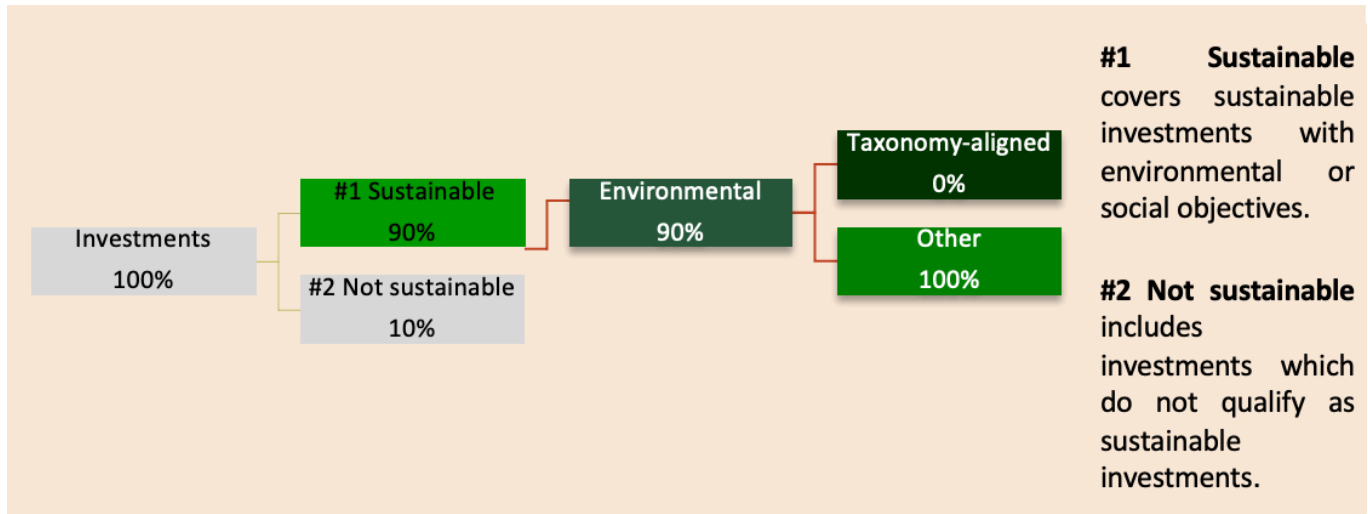 Investments
100%
#1 Sustainable
90%
#2 Not sustainable
10%
Environmental
90%
Taxonomy-aligned
0%
Other
100%
#1 Sustainable
covers sustainable
investments with
environmental or
social objectives.
#2 Not sustainable
includes
investments which
do not qualify as
sustainable
investments.